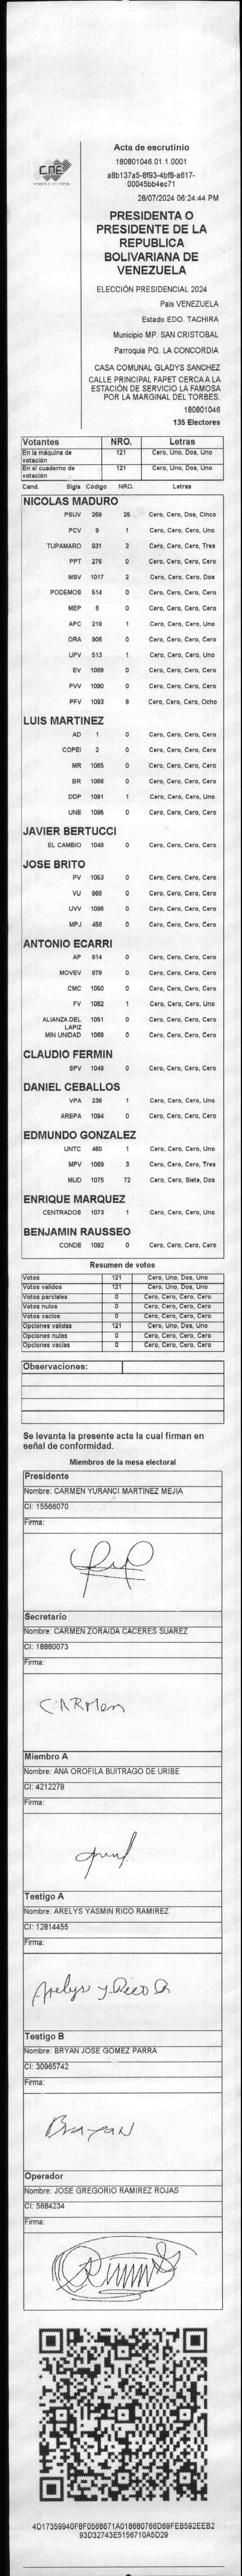 CNE
Acta de escrutinio
180801046.01.1.0001
a8b137a5-8f93-4bf8-a617-
00045bb4ec71
28/07/2024 06:24:44 PM
PRESIDENTA O
PRESIDENTE DE LA
REPUBLICA
BOLIVARIANA DE
VENEZUELA
ELECCIÓN PRESIDENCIAL 2024
Pais VENEZUELA
Estado EDO. TACHIRA
Municipio MP. SAN CRISTOBAL
Parroquia PQ. LA CONCORDIA
CASA COMUNAL GLADYS SANCHEZ
CALLE PRINCIPAL FAPET CERCA A LA
ESTACIÓN DE SERVICIO LA FAMOSA
POR LA MARGINAL DEL TORBES.
180801046
135 Electores
Votantes NRO. Letras
En la máquina de votación 121 Cero, Uno, Dos, Uno
En el cuaderno de votación 121 Cero, Uno, Dos, Uno
Cand. Sigla Código NRO. Letras
NICOLAS MADURO
PSUV 269 25 Cero, Cero, Dos, Cinco
PCV 9 1 Cero, Cero, Cero, Uno
TUPAMARO 931 3 Cero, Cero, Cero, Tres
PPT 276 0 Cero, Cero, Cero, Cero
MSV 1017 2 Cero, Cero, Cero, Dos
PODEMOS 514 0 Cero, Cero, Cero, Cero
MEP 6 0 Cero, Cero, Cero, Cero
APC 219 1 Cero, Cero, Cero, Uno
ORA 906 0 Cero, Cero, Cero, Cero
UPV 513 1 Cero, Cero, Cero, Uno
EV 1089 0 Cero, Cero, Cero, Cero
PVV 1090 0 Cero, Cero, Cero, Cero
PFV 1093 8 Cero, Cero, Cero, Ocho
LUIS MARTINEZ
AD 1 0 Cero, Cero, Cero, Cero
COPEI 2 0 Cero, Cero, Cero, Cero
MR 1065 0 Cero, Cero, Cero, Cero
BR 1086 0 Cero, Cero, Cero, Cero
DDP 1091 1 Cero, Cero, Cero, Uno
UNE 1095 0 Cero, Cero, Cero, Cero
JAVIER BERTUCCI
EL CAMBIO 1048 0 Cero, Cero, Cero, Cero
JOSE BRITO
PV 1053 0 Cero, Cero, Cero, Cero
VU 968 0 Cero, Cero, Cero, Cero
UVV 1096 0 Cero, Cero, Cero, Cero
MPJ 458 0 Cero, Cero, Cero, Cero
ANTONIO ECARRI
AP 914 0 Cero, Cero, Cero, Cero
MOVEV 878 0 Cero, Cero, Cero, Cero
CMC 1050 0 Cero, Cero, Cero, Cero
FV 1052 1 Cero, Cero, Cero, Uno
ALIANZA DEL LAPIZ 1051 0 Cero, Cero, Cero, Cero
MIN UNIDAD 1088 0 Cero, Cero, Cero, Cero
CLAUDIO FERMIN
SPV 1049 0 Cero, Cero, Cero, Cero
DANIEL CEBALLOS
VPA 236 1 Cero, Cero, Cero, Uno
AREPA 1094 0 Cero, Cero, Cero, Cero
EDMUNDO GONZALEZ
UNTC 460 1 Cero, Cero, Cero, Uno
MPV 1069 3 Cero, Cero, Cero, Tres
MUD 1075 72 Cero, Cero, Siete, Dos
ENRIQUE MARQUEZ
CENTRADOS 1073 1 Cero, Cero, Cero, Uno
BENJAMIN RAUSSEO
CONDE 1092 0 Cero, Cero, Cero, Cero
Resumen de votos
Votos 121 Cero, Uno, Dos, Uno
Votos validos 121 Cero, Uno, Dos, Uno
Votos parciales 0 Cero, Cero, Cero, Cero
Votos nulos 0 Cero, Cero, Cero, Cero
Votos vacios 0 Cero, Cero, Cero, Cero
Opciones validas 121 Cero, Uno, Dos, Uno
Opciones nulas 0 Cero, Cero, Cero, Cero
Opciones vacias 0 Cero, Cero, Cero, Cero
Observaciones:
Se levanta la presente acta la cual firman en
señal de conformidad.
Miembros de la mesa electoral
Presidente
Nombre: CARMEN YURANCI MARTINEZ MEJIA
CI: 15566070
Firma:
Secretario
Nombre: CARMEN ZORAIDA CACERES SUAREZ
CI: 18880073
Firma:
CARMen
Miembro A
Nombre: ANA OROFILA BUITRAGO DE URIBE
CI: 4212279
Firma:
Testigo A
Nombre: ARELYS YASMIN RICO RAMIREZ
CI: 12814455
Firma:
Arelys y Rico R
Testigo B
Nombre: BRYAN JOSE GOMEZ PARRA
CI: 30965742
Firma:
Brayan
Operador
Nombre: JOSE GREGORIO RAMIREZ ROJAS
CI: 5684234
Firma:
4D17359940F8F0568671A018680766D69FEB592EEB2
93D32743E5156710A5D29